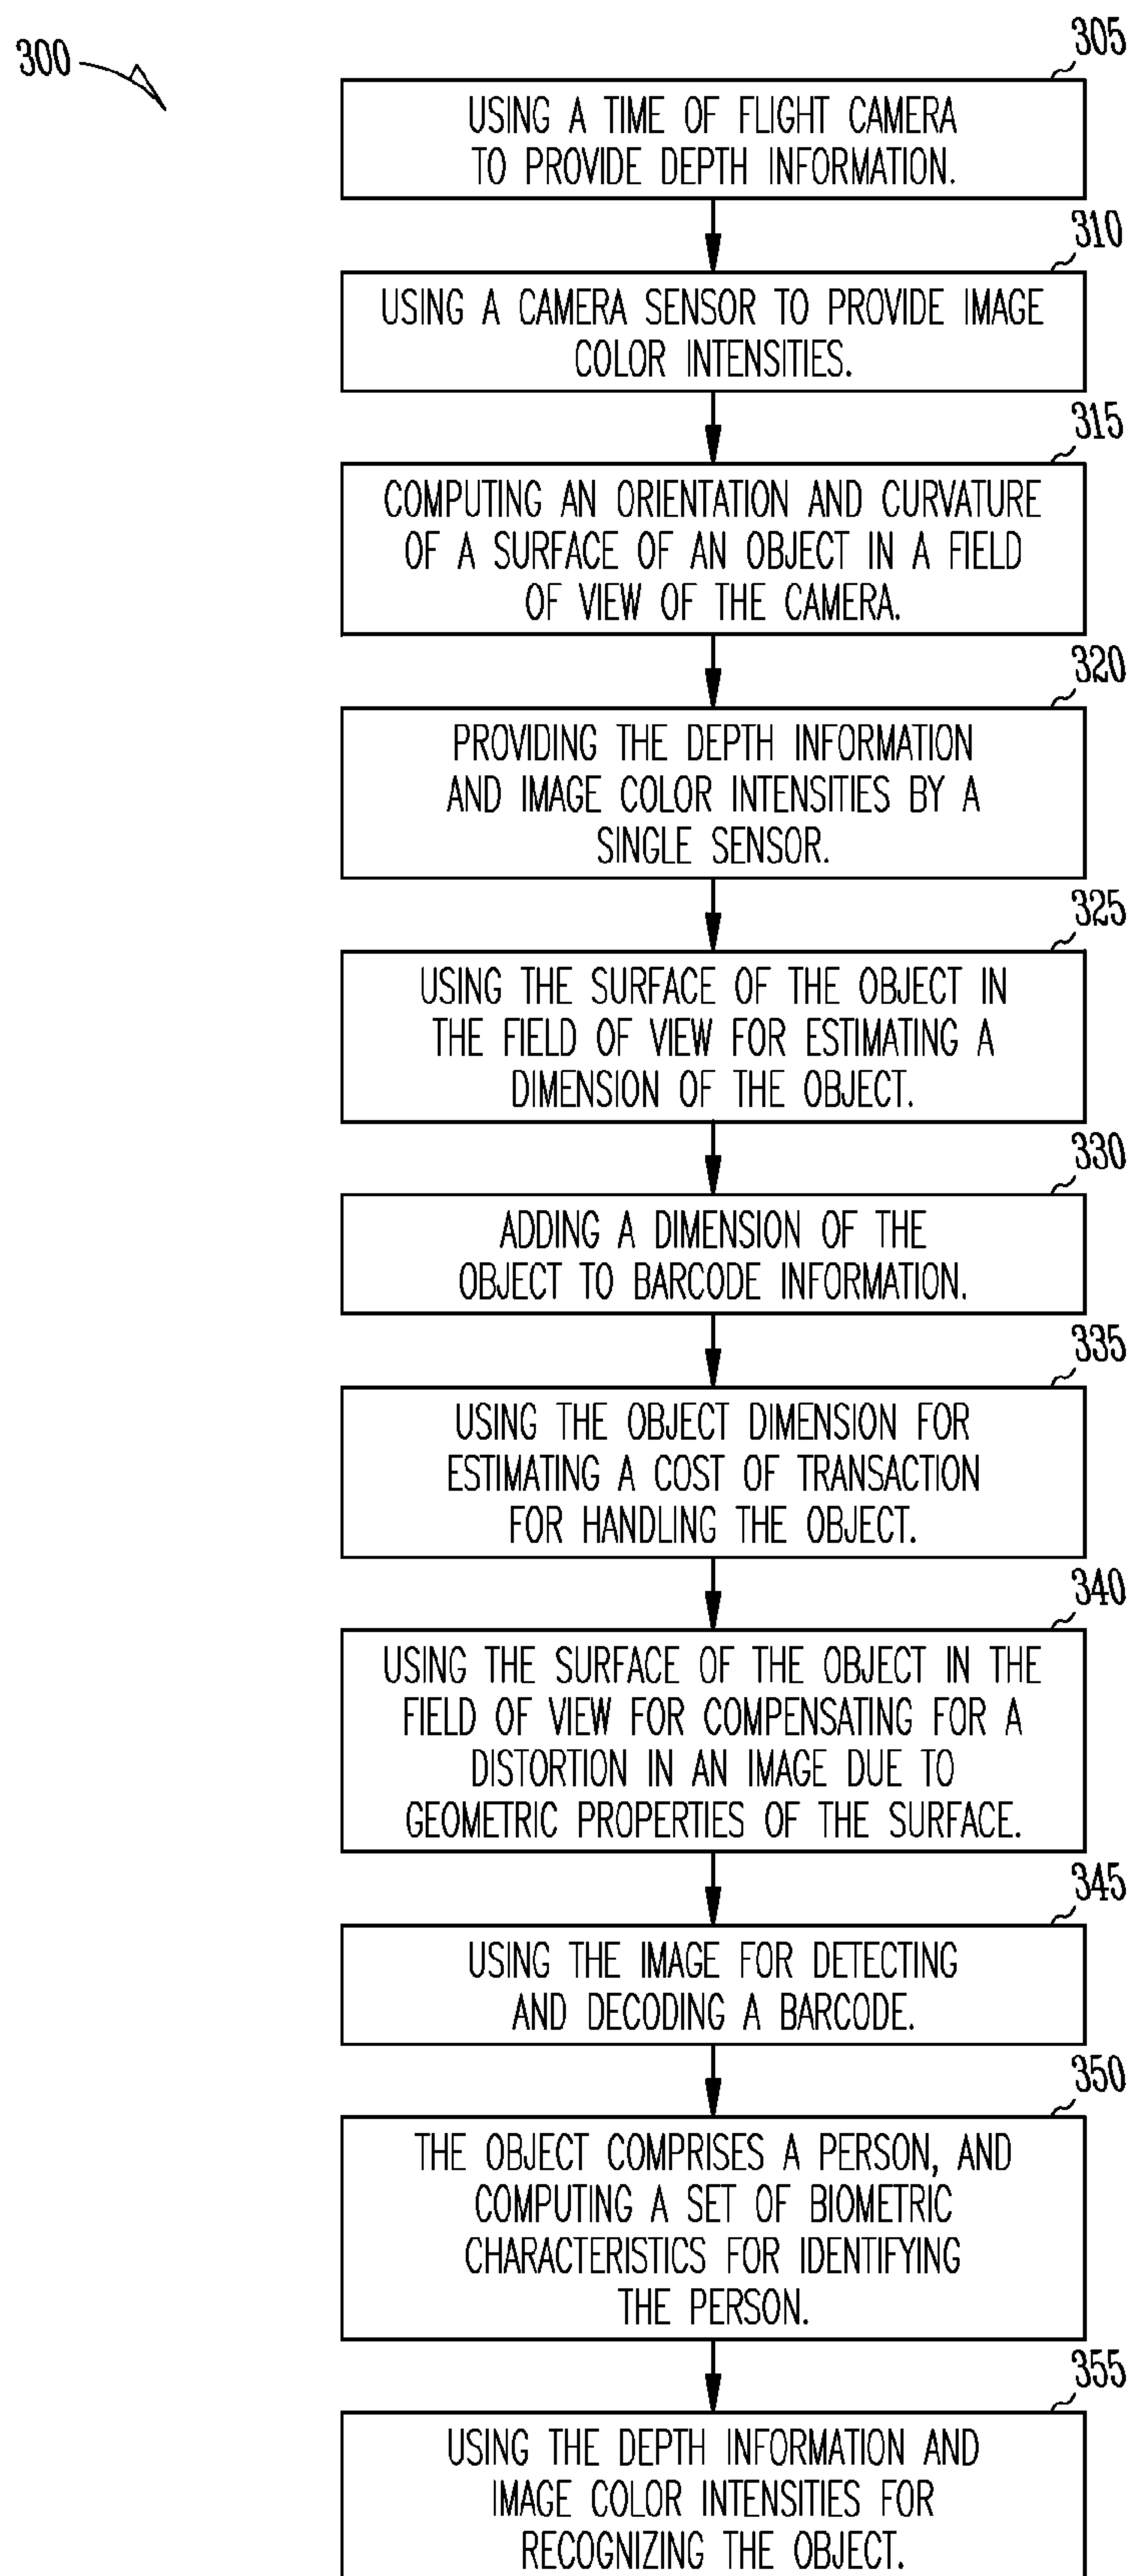 300
305
USING A TIME OF FLIGHT CAMERA
TO PROVIDE DEPTH INFORMATION.
310
USING A CAMERA SENSOR TO PROVIDE IMAGE
COLOR INTENSITIES.
315
COMPUTING AN ORIENTATION AND CURVATURE
OF A SURFACE OF AN OBJECT IN A FIELD
OF VIEW OF THE CAMERA.
320
PROVIDING THE DEPTH INFORMATION
AND IMAGE COLOR INTENSITIES BY A
SINGLE SENSOR.
325
USING THE SURFACE OF THE OBJECT IN
THE FIELD OF VIEW FOR ESTIMATING A
DIMENSION OF THE OBJECT.
330
ADDING A DIMENSION OF THE
OBJECT TO BARCODE INFORMATION.
335
USING THE OBJECT DIMENSION FOR
ESTIMATING A COST OF TRANSACTION
FOR HANDLING THE OBJECT.
340
USING THE SURFACE OF THE OBJECT IN THE
FIELD OF VIEW FOR COMPENSATING FOR A
DISTORTION IN AN IMAGE DUE TO
GEOMETRIC PROPERTIES OF THE SURFACE.
345
USING THE IMAGE FOR DETECTING
AND DECODING A BARCODE.
350
THE OBJECT COMPRISES A PERSON, AND
COMPUTING A SET OF BIOMETRIC
CHARACTERISTICS FOR IDENTIFYING
THE PERSON.
355
USING THE DEPTH INFORMATION AND
IMAGE COLOR INTENSITIES FOR
RECOGNIZING THE OBJECT.